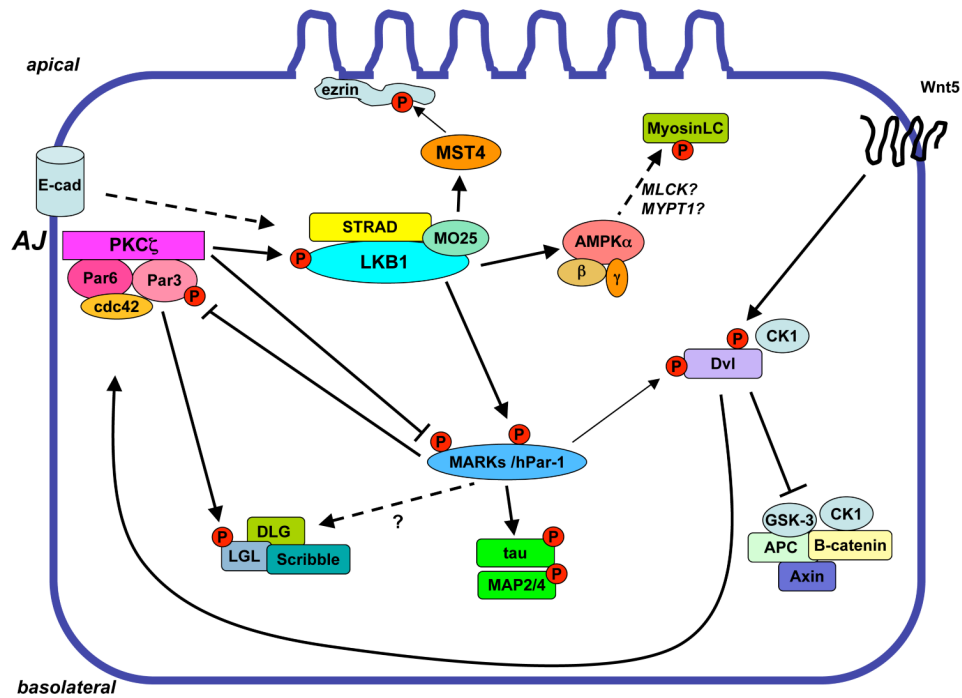 apical
Wnt5
ezrin
P
MyosinLC
P
MST4
E-cad
MLCK?
MYPT1?
AJ
STRAD
MO25
PKCζ
P
LKB1
AMPKα
β
γ
Par6
Par3
P
cdc42
P
CK1
P
Dvl
P
P
MARKs /hPar-1
?
P
DLG
LGL
Scribble
P
tau
P
MAP2/4
GSK-3
CK1
APC
B-catenin
Axin
basolateral